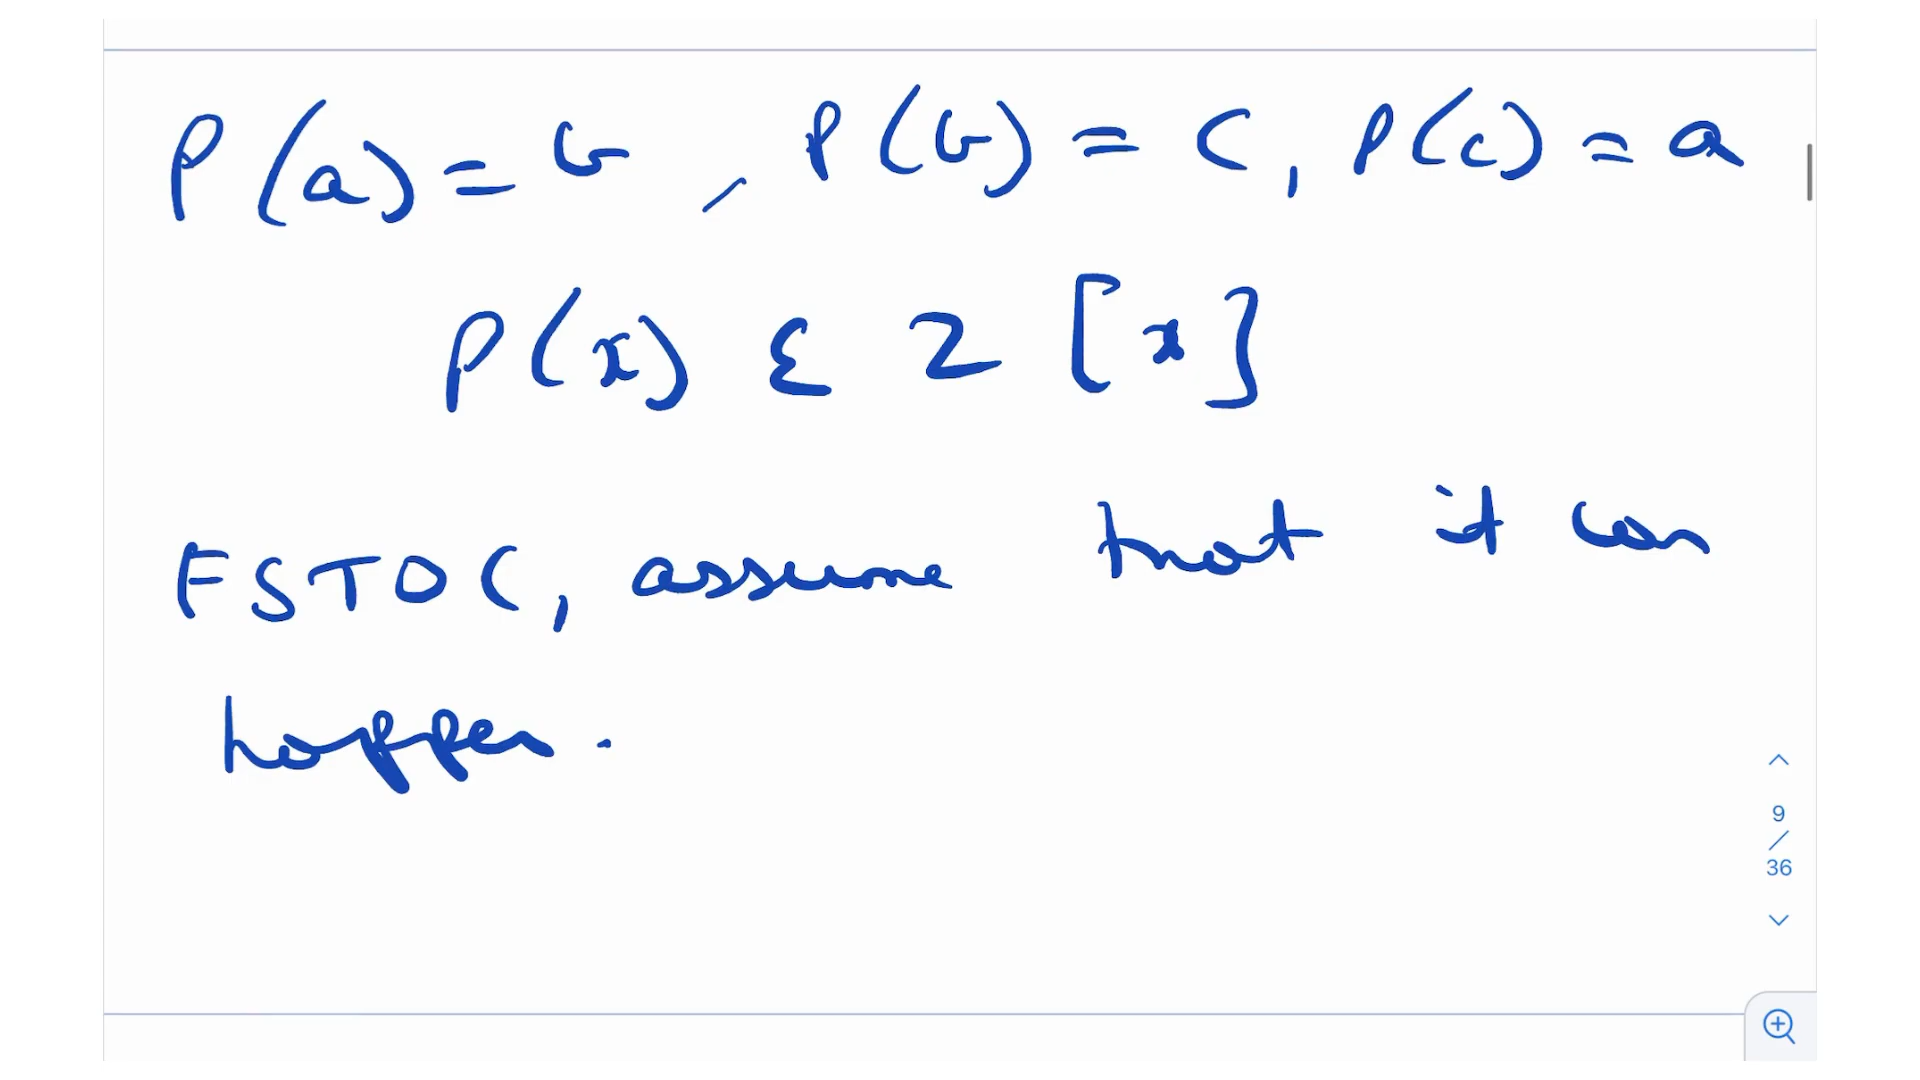 P(a) = b, P(b) = c, P(c) = a
P(x) ε Z [x]
FSTOC, assume that it can
happen.
9
/
36